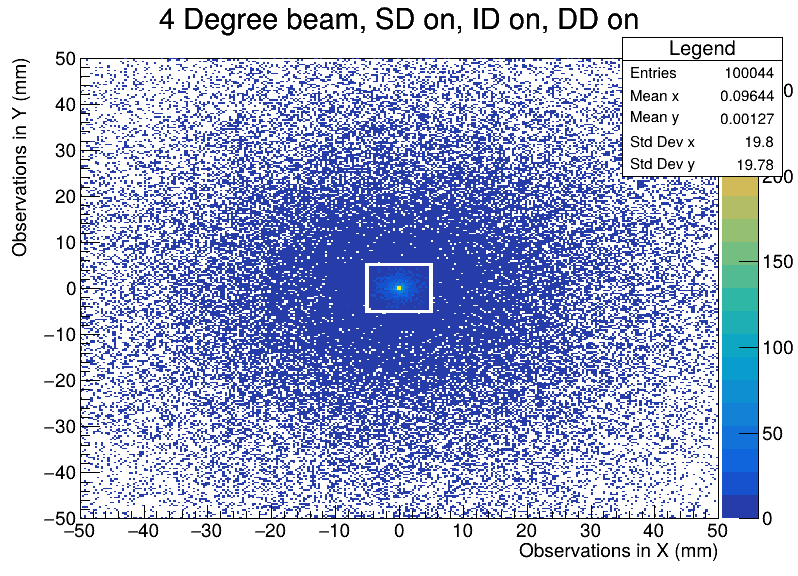 4 Degree beam, SD on, ID on, DD on
Legend
Entries 100044
Mean x 0.09644
Mean y 0.00127
Std Dev x 19.8
Std Dev y 19.78
Observations in Y (mm)
50
40
30
20
10
0
−10
−20
−30
−40
−50
−50 −40 −30 −20 −10 0 10 20 30 40 50
Observations in X (mm)
200
150
100
50
0